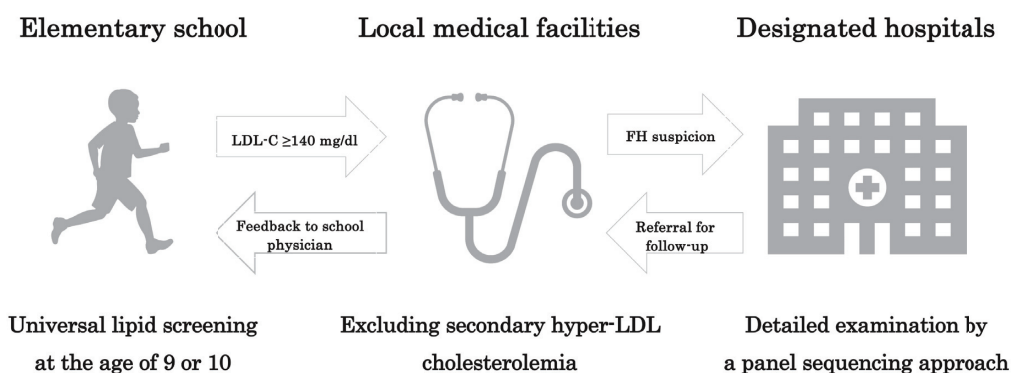 Elementary school
Local medical facilities
Designated hospitals
LDL-C ≥140 mg/dl
FH suspicion
Feedback to school
physician
Referral for
follow-up
Universal lipid screening
at the age of 9 or 10
Excluding secondary hyper-LDL
cholesterolemia
Detailed examination by
a panel sequencing approach